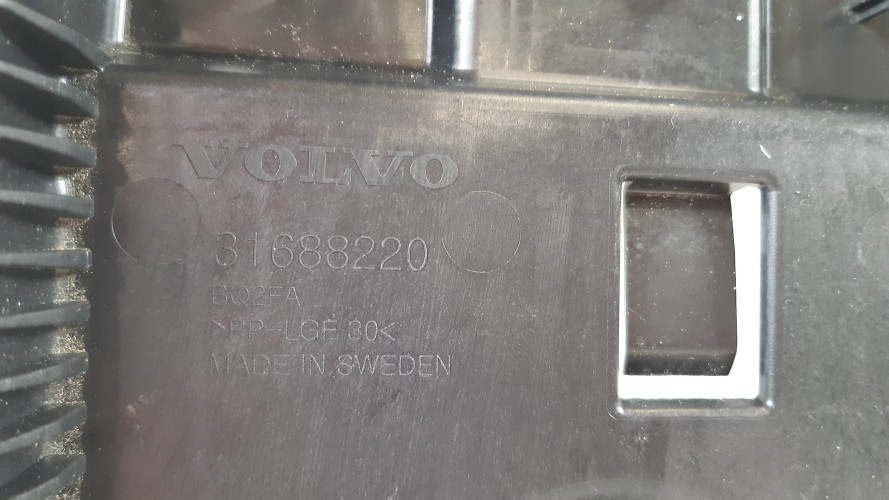 VOLVO
31688220
BQ2FA
>PP-LGF 30<
MADE IN SWEDEN